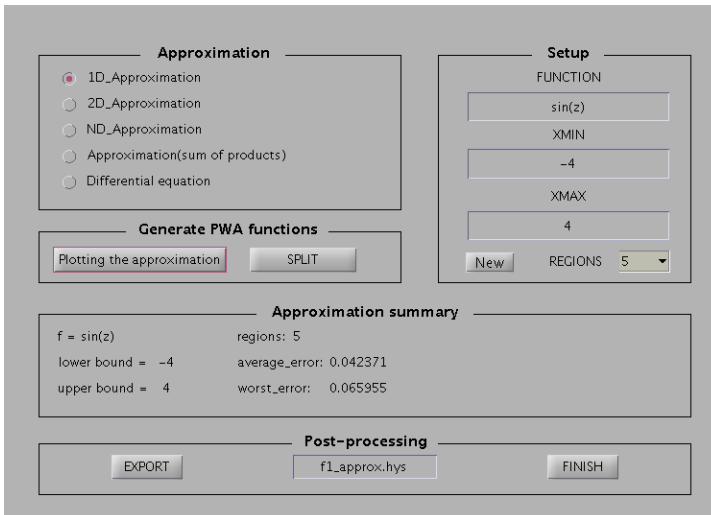 Approximation
1D_Approximation
2D_Approximation
ND_Approximation
Approximation(sum of products)
Differential equation
Setup
FUNCTION
sin(z)
XMIN
-4
XMAX
4
New REGIONS 5
Generate PWA functions
Plotting the approximation SPLIT
Approximation summary
f = sin(z) regions: 5
lower bound = -4 average_error: 0.042371
upper bound = 4 worst_error: 0.065955
Post-processing
EXPORT f1_approx.hys FINISH